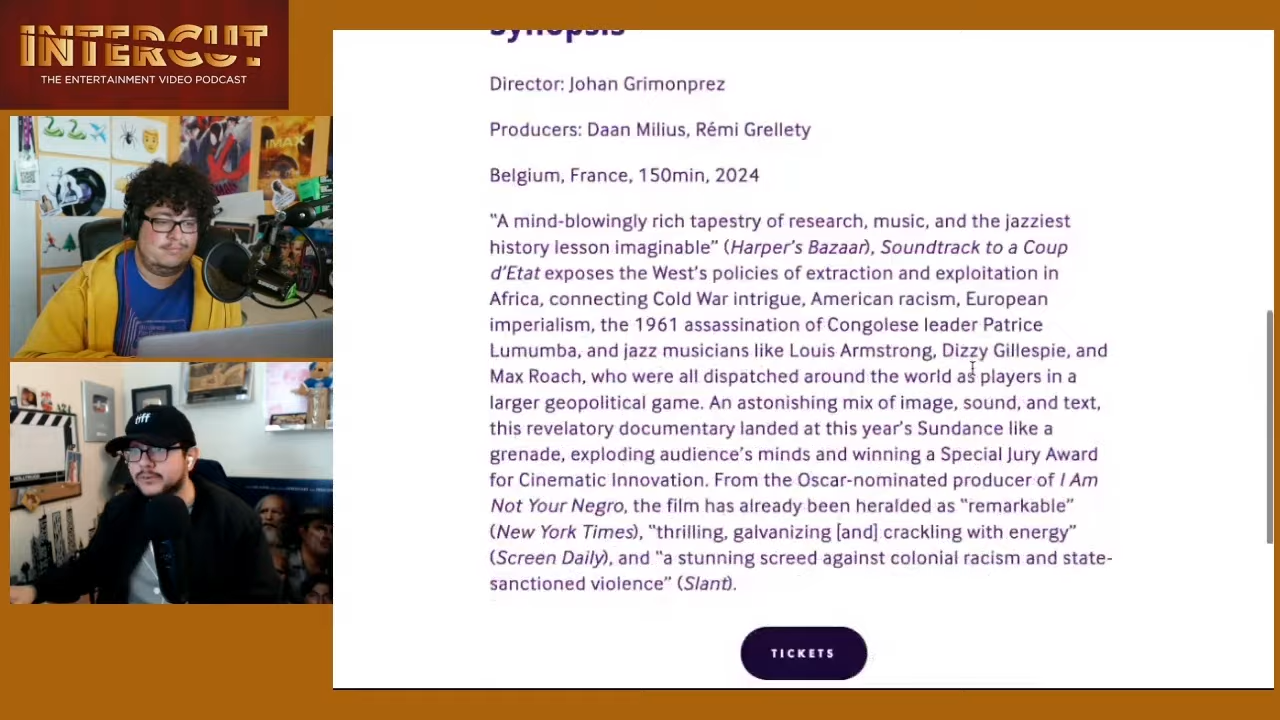 INTERCUT
THE ENTERTAINMENT VIDEO PODCAST
IMAX
tiff
Synopsis
Director: Johan Grimonprez
Producers: Daan Milius, Rémi Grellety
Belgium, France, 150min, 2024
“A mind-blowingly rich tapestry of research, music, and the jazziest
history lesson imaginable” (Harper’s Bazaar), Soundtrack to a Coup
d’Etat exposes the West’s policies of extraction and exploitation in
Africa, connecting Cold War intrigue, American racism, European
imperialism, the 1961 assassination of Congolese leader Patrice
Lumumba, and jazz musicians like Louis Armstrong, Dizzy Gillespie, and
Max Roach, who were all dispatched around the world as players in a
larger geopolitical game. An astonishing mix of image, sound, and text,
this revelatory documentary landed at this year’s Sundance like a
grenade, exploding audience’s minds and winning a Special Jury Award
for Cinematic Innovation. From the Oscar-nominated producer of I Am
Not Your Negro, the film has already been heralded as “remarkable”
(New York Times), “thrilling, galvanizing [and] crackling with energy”
(Screen Daily), and “a stunning screed against colonial racism and state-
sanctioned violence” (Slant).
TICKETS